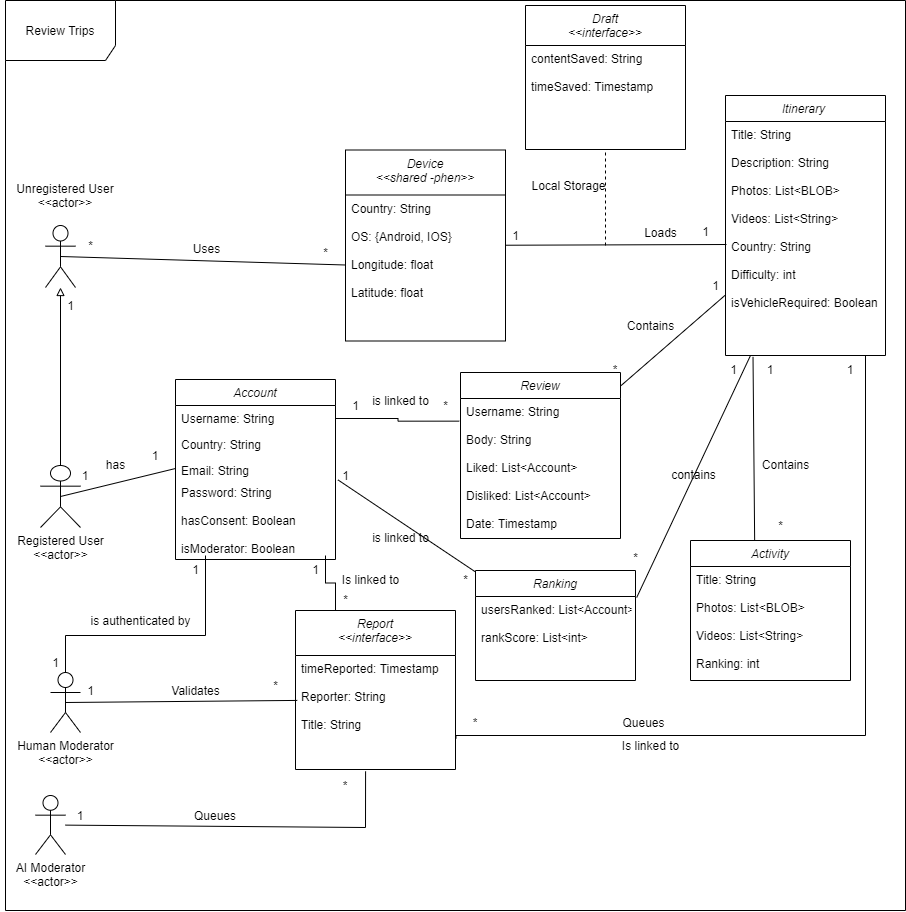 Review Trips
Draft
<<interface>>
contentSaved: String
timeSaved: Timestamp
Itinerary
Title: String
Description: String
Photos: List<BLOB>
Videos: List<String>
Country: String
Difficulty: int
isVehicleRequired: Boolean
Device
<<shared -phen>>
Country: String
OS: {Android, IOS}
Longitude: float
Latitude: float
Unregistered User
<<actor>>
Local Storage
* Uses *
1 Loads 1
1
1
Contains
*
Account
Username: String
Country: String
Email: String
Password: String
hasConsent: Boolean
isModerator: Boolean
1 is linked to *
Review
Username: String
Body: String
Liked: List<Account>
Disliked: List<Account>
Date: Timestamp
1 1 1
1 has 1
Registered User
<<actor>>
1
is linked to
*
contains
*
Contains
*
Ranking
usersRanked: List<Account>
rankScore: List<int>
Activity
Title: String
Photos: List<BLOB>
Videos: List<String>
Ranking: int
1
is authenticated by
1
1
Is linked to
*
Report
<<interface>>
timeReported: Timestamp
Reporter: String
Title: String
1 Validates *
Human Moderator
<<actor>>
* Queues
Is linked to
*
1 Queues
AI Moderator
<<actor>>